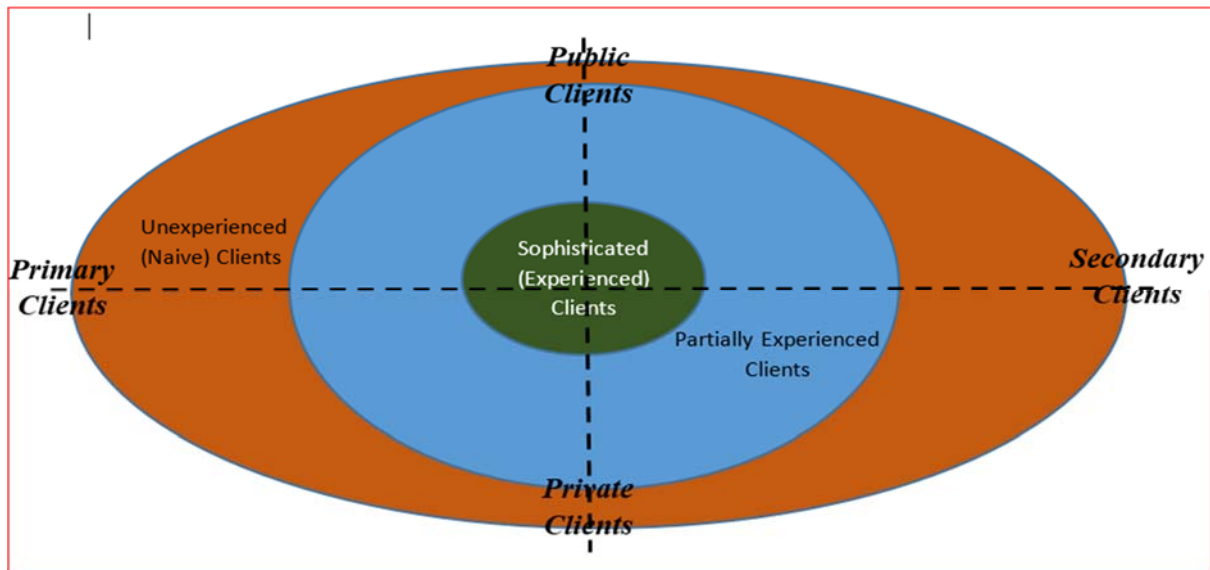 Public
Clients
Unexperienced
(Naive) Clients
Sophisticated
(Experienced)
Clients
Primary
Clients
Secondary
Clients
Partially Experienced
Clients
Private
Clients